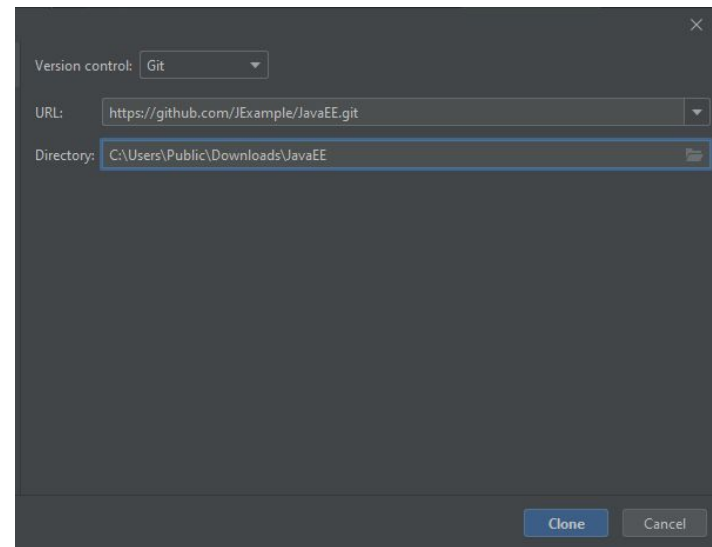 Version control: Git
URL: https://github.com/JExample/JavaEE.git
Directory: C:\Users\Public\Downloads\JavaEE
Clone Cancel